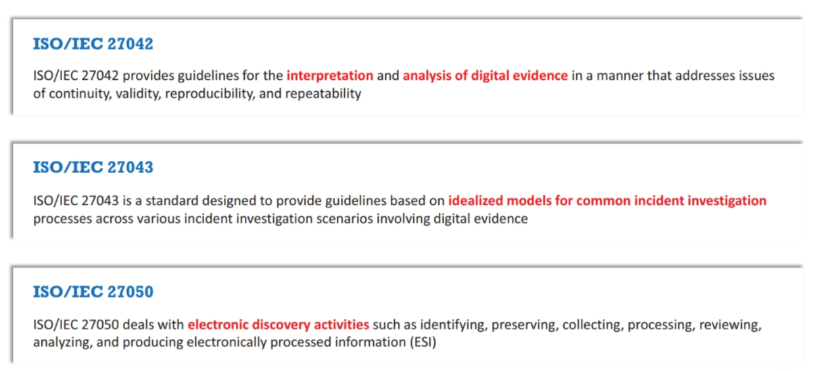 ISO/IEC 27042
ISO/IEC 27042 provides guidelines for the interpretation and analysis of digital evidence in a manner that addresses issues
of continuity, validity, reproducibility, and repeatability
ISO/IEC 27043
ISO/IEC 27043 is a standard designed to provide guidelines based on idealized models for common incident investigation
processes across various incident investigation scenarios involving digital evidence
ISO/IEC 27050
ISO/IEC 27050 deals with electronic discovery activities such as identifying, preserving, collecting, processing, reviewing,
analyzing, and producing electronically processed information (ESI)